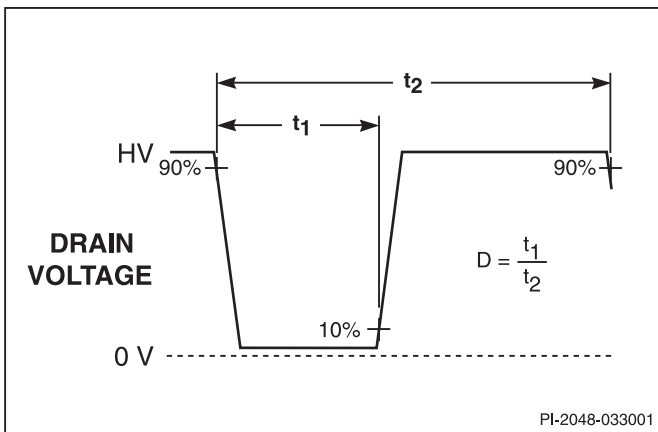 t2
t1
HV
90%
90%
DRAIN
VOLTAGE
D = t1
t2
10%
0 V
PI-2048-033001